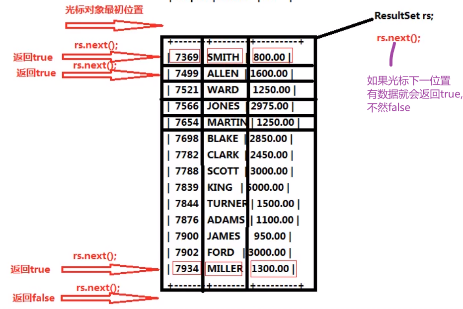 光标对象最初位置
ResultSet rs;
rs.next();
如果光标下一位置
有数据就会返回true,
不然false
rs.next();
返回true
rs.next();
返回true
| 7369 | SMITH | 800.00 |
| 7499 | ALLEN | 1600.00 |
| 7521 | WARD | 1250.00 |
| 7566 | JONES | 2975.00 |
| 7654 | MARTIN | 1250.00 |
| 7698 | BLAKE | 2850.00 |
| 7782 | CLARK | 2450.00 |
| 7788 | SCOTT | 3000.00 |
| 7839 | KING | 5000.00 |
| 7844 | TURNER | 1500.00 |
| 7876 | ADAMS | 1100.00 |
| 7900 | JAMES | 950.00 |
| 7902 | FORD | 3000.00 |
| 7934 | MILLER | 1300.00 |
rs.next();
返回true
rs.next();
返回false